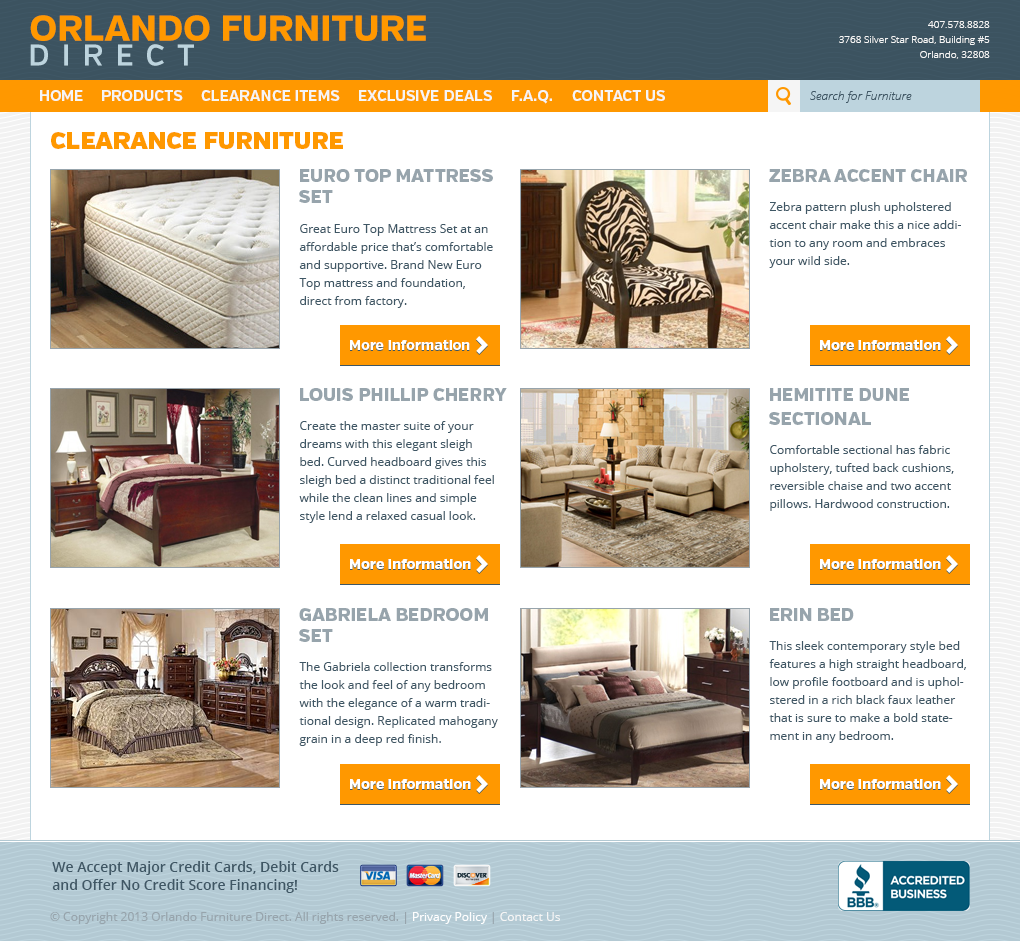 ORLANDO FURNITURE
DIRECT
407.578.8828
3768 Silver Star Road, Building #5
Orlando, 32808
HOME PRODUCTS CLEARANCE ITEMS EXCLUSIVE DEALS F.A.Q. CONTACT US
Search for Furniture
CLEARANCE FURNITURE
EURO TOP MATTRESS
SET
Great Euro Top Mattress Set at an
affordable price that's comfortable
and supportive. Brand New Euro
Top mattress and foundation,
direct from factory.
More Information
ZEBRA ACCENT CHAIR
Zebra pattern plush upholstered
accent chair make this a nice addi-
tion to any room and embraces
your wild side.
More Information
LOUIS PHILLIP CHERRY
Create the master suite of your
dreams with this elegant sleigh
bed. Curved headboard gives this
sleigh bed a distinct traditional feel
while the clean lines and simple
style lend a relaxed casual look.
More Information
HEMITITE DUNE
SECTIONAL
Comfortable sectional has fabric
upholstery, tufted back cushions,
reversible chaise and two accent
pillows. Hardwood construction.
More Information
GABRIELA BEDROOM
SET
The Gabriela collection transforms
the look and feel of any bedroom
with the elegance of a warm tradi-
tional design. Replicated mahogany
grain in a deep red finish.
More Information
ERIN BED
This sleek contemporary style bed
features a high straight headboard,
low profile footboard and is uphol-
stered in a rich black faux leather
that is sure to make a bold state-
ment in any bedroom.
More Information
We Accept Major Credit Cards, Debit Cards
and Offer No Credit Score Financing!
VISA
MasterCard
DISCOVER
BBB.
ACCREDITED
BUSINESS
© Copyright 2013 Orlando Furniture Direct. All rights reserved. | Privacy Policy | Contact Us